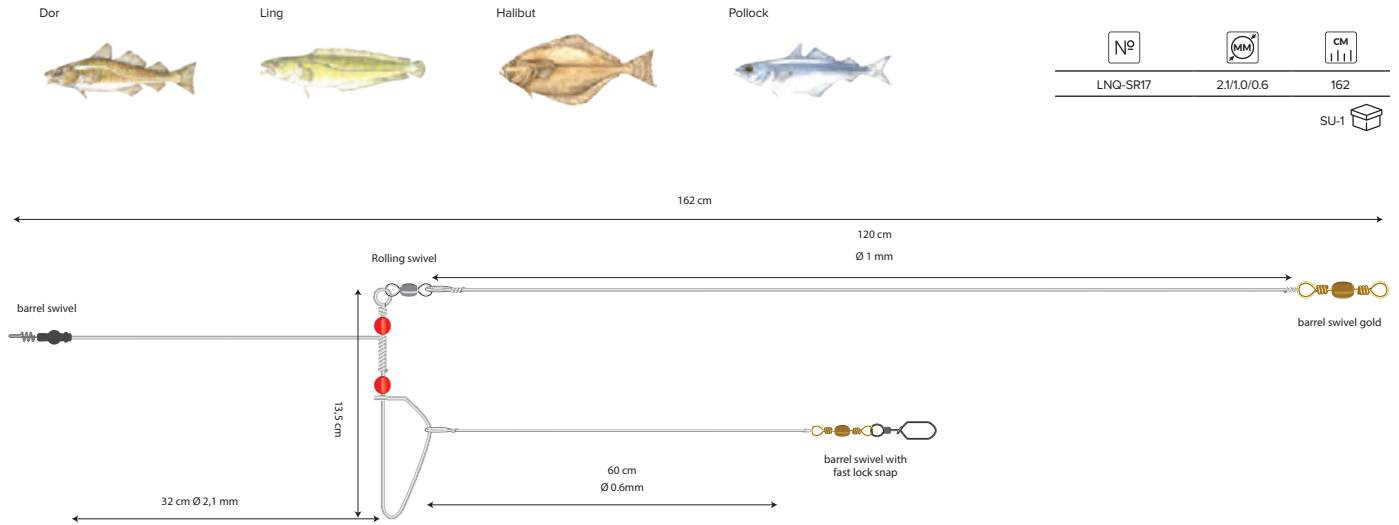 Dor
Ling
Halibut
Pollock
Nº
MM
CM
LNQ-SR17
2.1/1.0/0.6
162
SU-1
162 cm
120 cm
Ø 1 mm
Rolling swivel
barrel swivel
barrel swivel gold
13,5 cm
barrel swivel with
fast lock snap
60 cm
Ø 0.6mm
32 cm Ø 2,1 mm